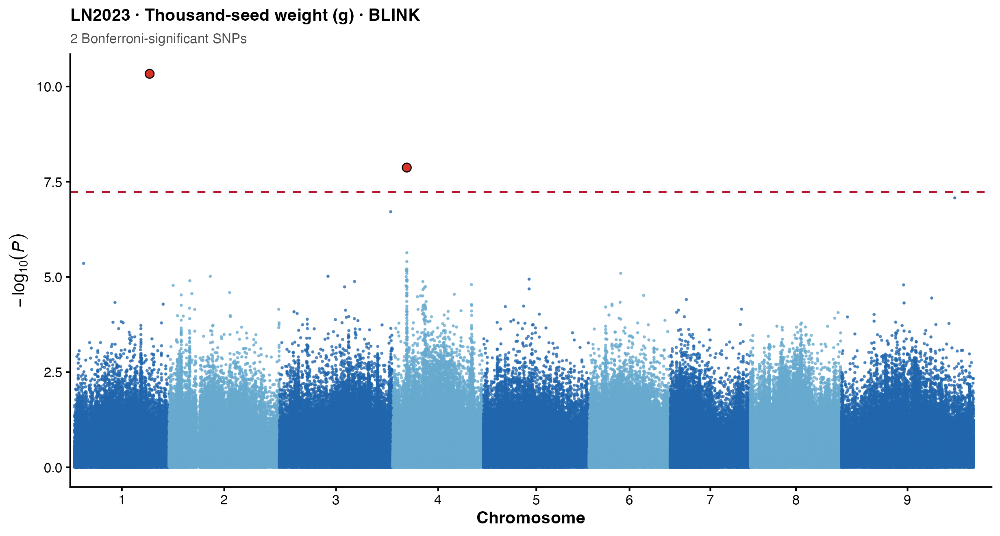 LN2023 · Thousand-seed weight (g) · BLINK
2 Bonferroni-significant SNPs
−log₁₀(P)
10.0
7.5
5.0
2.5
0.0
1 2 3 4 5 6 7 8 9
Chromosome